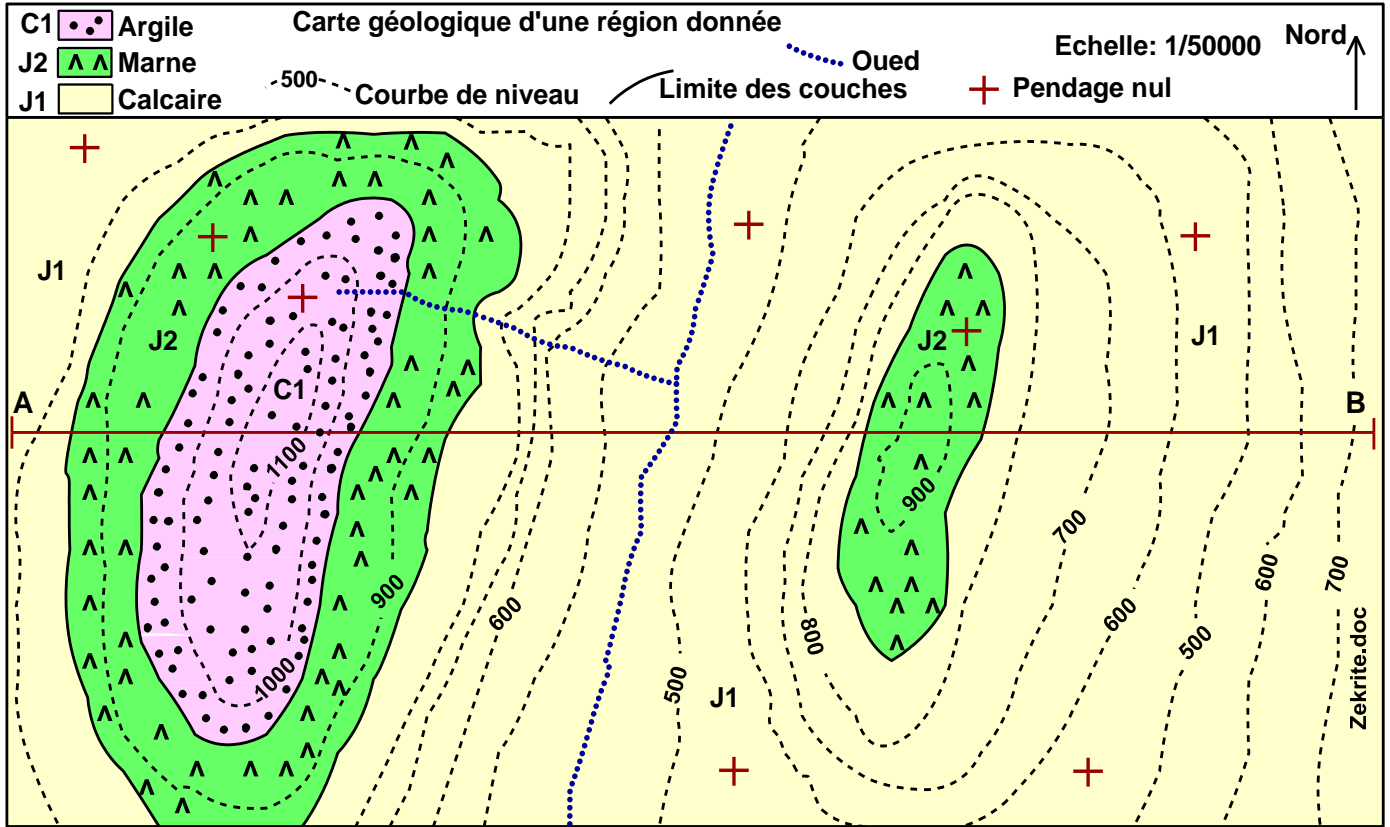 Carte géologique d'une région donnée
C1 Argile
J2 Marne
J1 Calcaire
-500-
Courbe de niveau
Limite des couches
Oued
Echelle: 1/50000
Pendage nul
Nord
J1
J2
C1
A
1100
1000
900
600
500
J1
800
J2
900
700
600
500
J1
B
600
700
Zekrite.doc